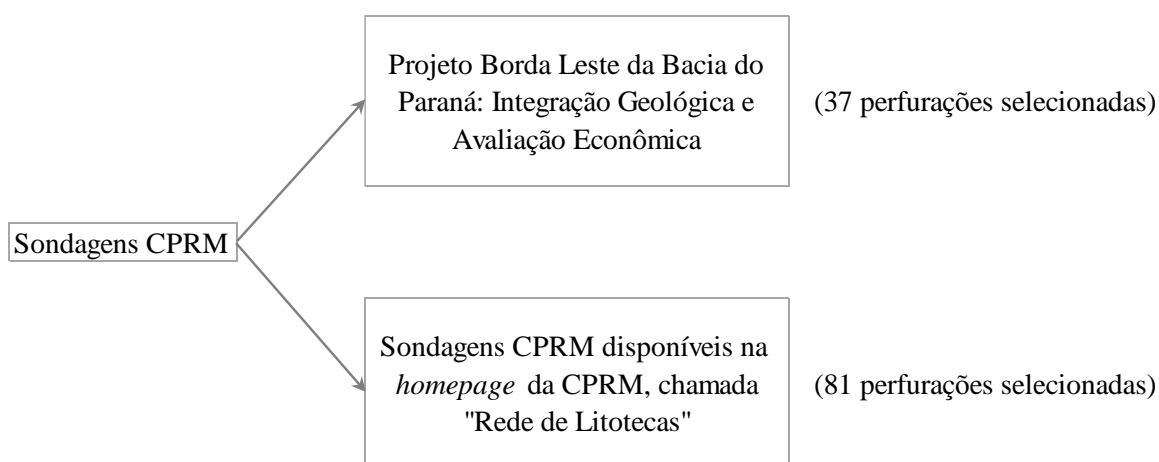 Projeto Borda Leste da Bacia do
Paraná: Integração Geológica e
Avaliação Econômica
(37 perfurações selecionadas)
Sondagens CPRM
Sondagens CPRM disponíveis na
homepage da CPRM, chamada
"Rede de Litotecas"
(81 perfurações selecionadas)